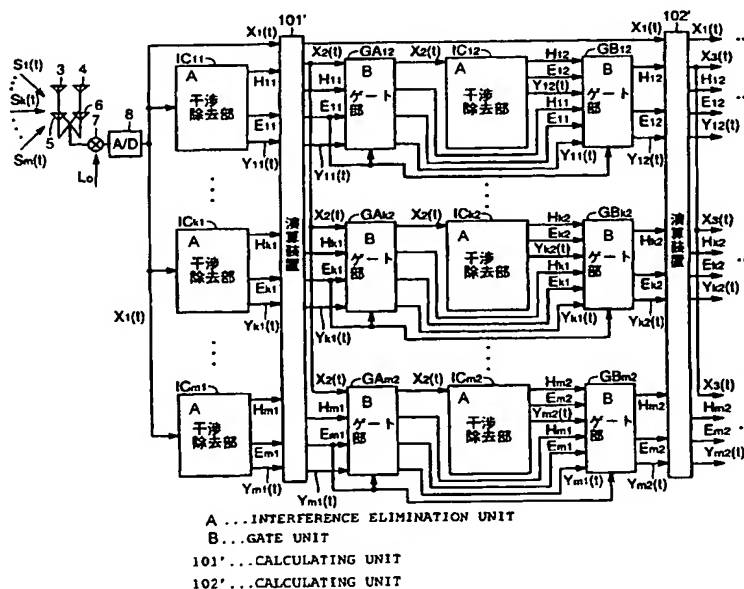 101'
102'
X1(t)
X1(t)
X1(t)
S1(t)
3
4
Sk(t)
Sm(t)
5
6
7
8
A/D
Lo
IC11
A
干渉
除去部
H11
E11
Y11(t)
X2(t)
GA12
B
ゲート
部
X2(t)
IC12
A
干渉
除去部
H12
E12
Y12(t)
H11
E11
Y11(t)
GB12
B
ゲート
部
H12
E12
Y12(t)
X3(t)
H12
E12
Y12(t)
H11
E11
Y11(t)
演算装置
演算装置
X1(t)
ICk1
A
干渉
除去部
Hk1
Ek1
Yk1(t)
X2(t)
GAk2
B
ゲート
部
X2(t)
ICk2
A
干渉
除去部
Hk2
Ek2
Yk2(t)
Hk1
Ek1
Yk1(t)
GBk2
B
ゲート
部
Hk2
Ek2
Yk2(t)
X3(t)
Hk2
Ek2
Yk2(t)
Hk1
Ek1
Yk1(t)
ICm1
A
干渉
除去部
Hm1
Em1
Ym1(t)
X2(t)
GAm2
B
ゲート
部
X2(t)
ICm2
A
干渉
除去部
Hm2
Em2
Ym2(t)
Hm1
Em1
Ym1(t)
GBm2
B
ゲート
部
Hm2
Em2
Ym2(t)
X3(t)
Hm2
Em2
Ym2(t)
Hm1
Em1
Ym1(t)
A ...INTERFERENCE ELIMINATION UNIT
B...GATE UNIT
101'...CALCULATING UNIT
102'...CALCULATING UNIT